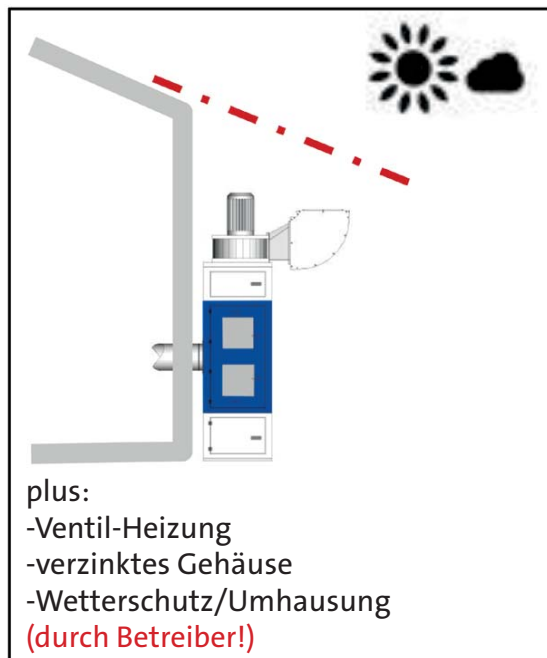 plus:
-Ventil-Heizung
-verzinktes Gehäuse
-Wetterschutz/Umhausung
(durch Betreiber!)